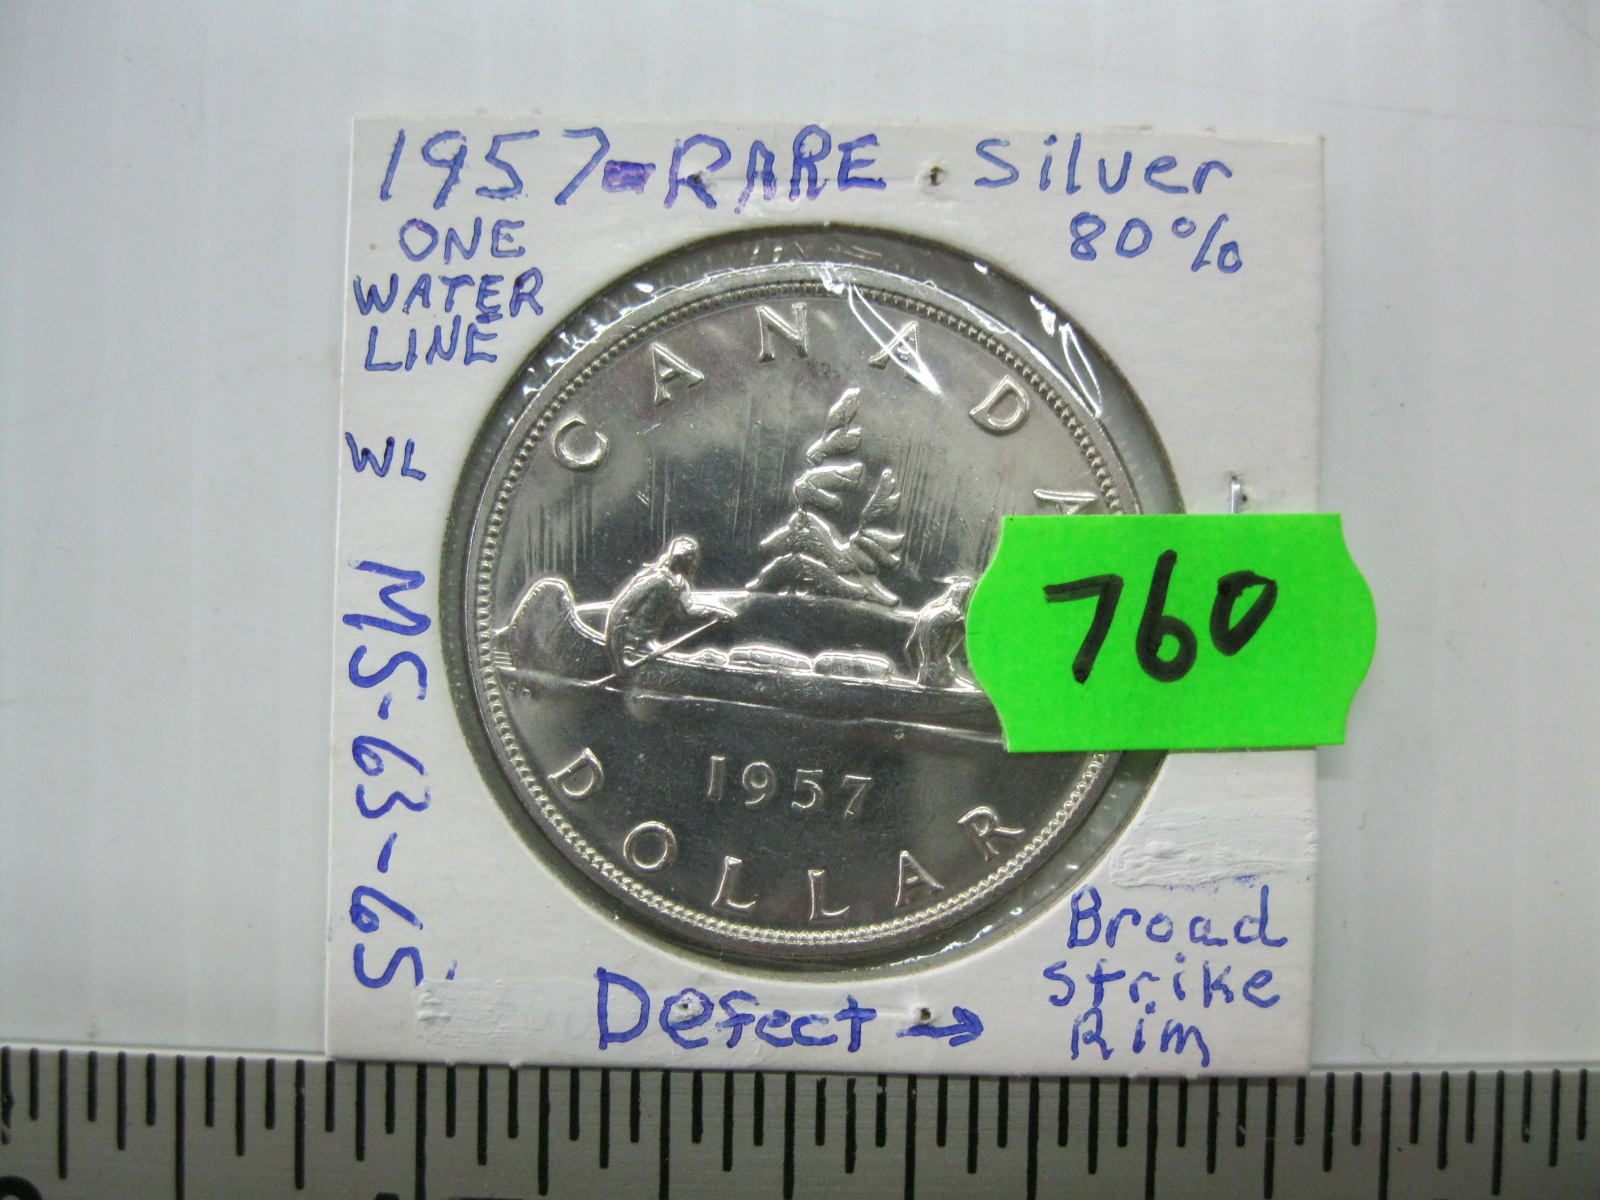 1957-RARE Silver
80%
ONE
WATER
LINE
WL
MS-63-65
CANADA
760
1957
DOLLAR
Defect →
Broad
Strike
Rim